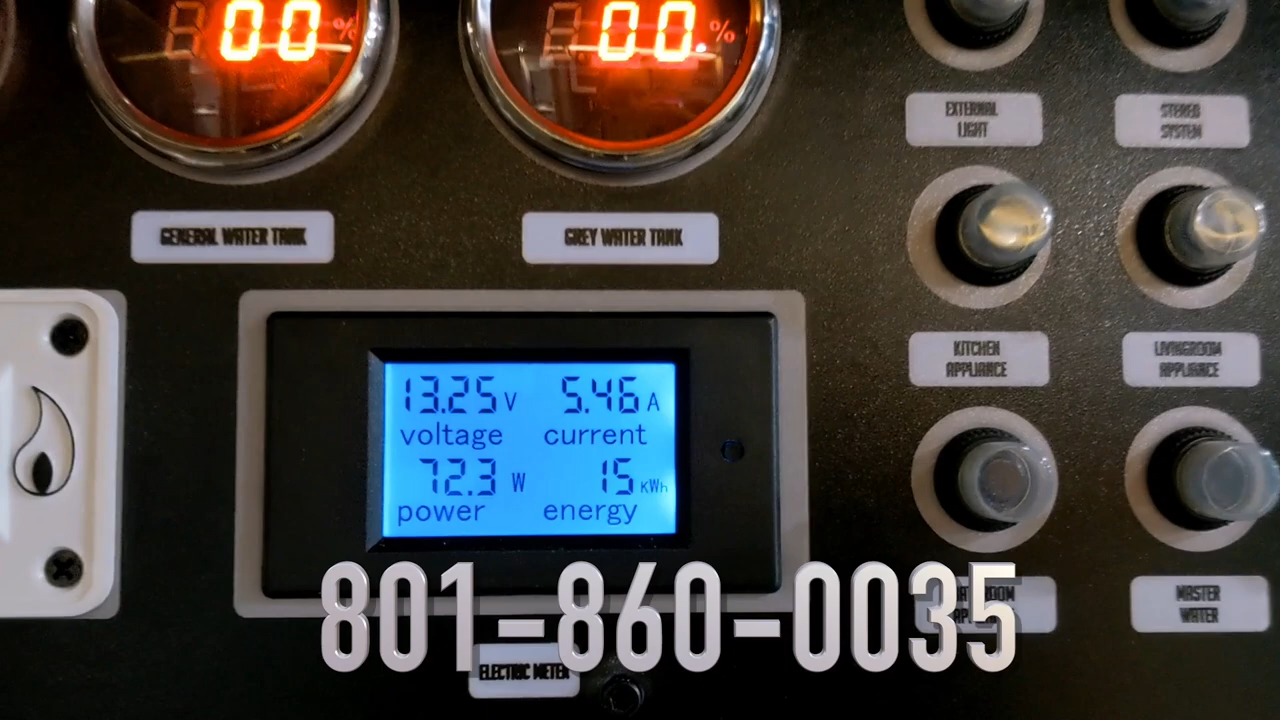 00 %
00 %
EXTERNAL
LIGHT
STEREO
SYSTEM
GENERAL WATER TANK
GREY WATER TANK
KITCHEN
APPLIANCE
LIVINGROOM
APPLIANCE
13.25 V 5.46 A
voltage current
72.3 W 15 KWh
power energy
MASTER
WATER
801-860-0035
ELECTRIC METER